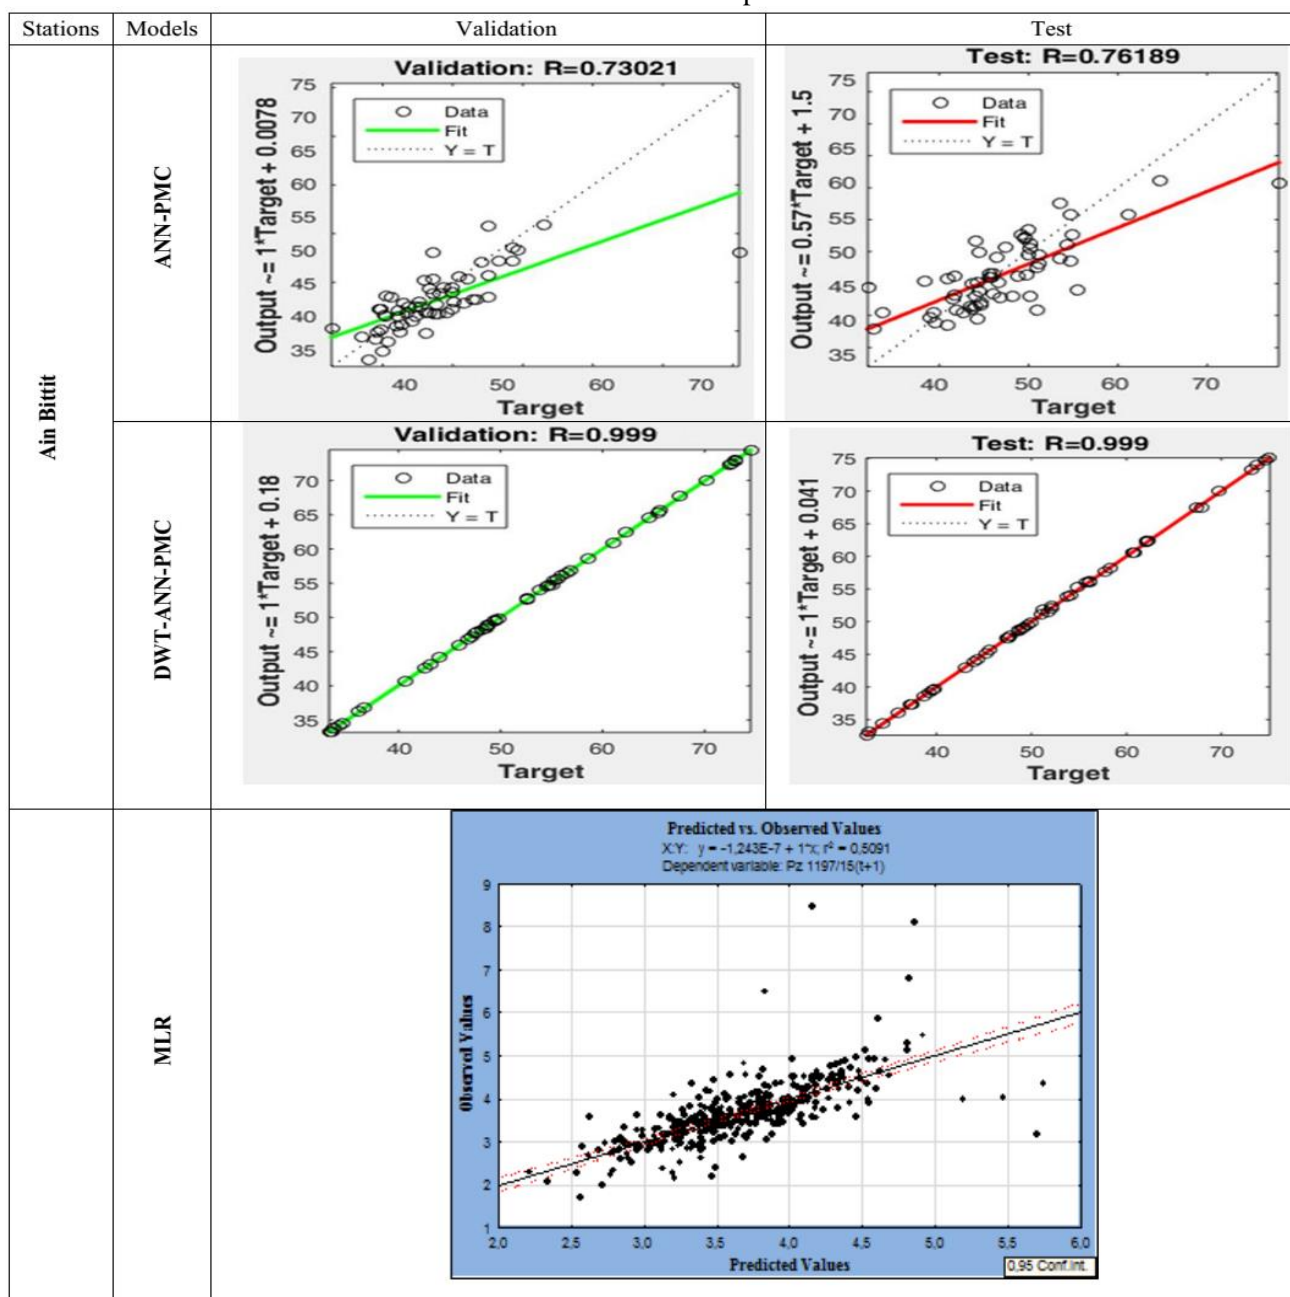 Stations Models Validation Test
Ain Bittit
ANN-PMC
Validation: R=0.73021
Output ~= 1*Target + 0.0078
75
70
65
60
55
50
45
40
35
Data
Fit
Y = T
40 50 60 70
Target
Test: R=0.76189
Output ~= 0.57*Target + 1.5
75
70
65
60
55
50
45
40
35
Data
Fit
Y = T
40 50 60 70
Target
DWT-ANN-PMC
Validation: R=0.999
Output ~= 1*Target + 0.18
70
65
60
55
50
45
40
35
Data
Fit
Y = T
40 50 60 70
Target
Test: R=0.999
Output ~= 1*Target + 0.041
75
70
65
60
55
50
45
40
35
Data
Fit
Y = T
40 50 60 70
Target
MLR
Predicted vs. Observed Values
X:Y: y = -1,243E-7 + 1*x; r² = 0,5091
Dependent variable: Pz 1197/15(t+1)
Observed Values
9
8
7
6
5
4
3
2
1
2,0 2,5 3,0 3,5 4,0 4,5 5,0 5,5 6,0
Predicted Values
0,95 Conf.Int.